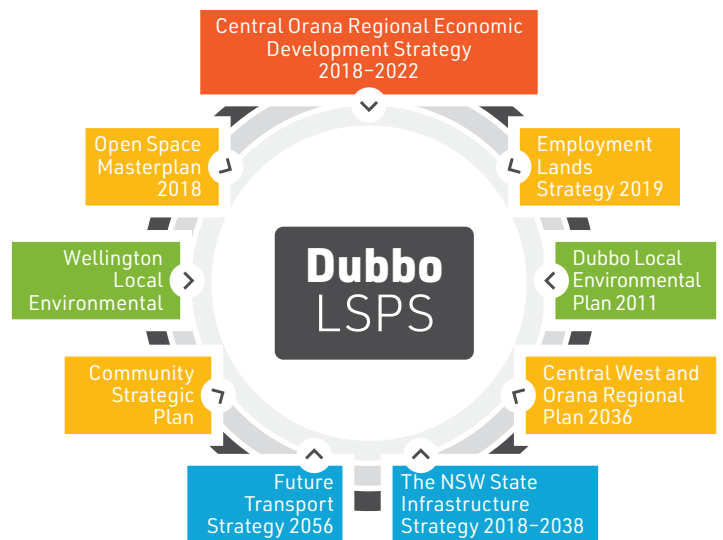 Central Orana Regional Economic
Development Strategy
2018–2022
Open Space
Masterplan
2018
Employment
Lands
Strategy 2019
Wellington
Local
Environmental
Dubbo
LSPS
Dubbo Local
Environmental
Plan 2011
Community
Strategic
Plan
Central West and
Orana Regional
Plan 2036
Future
Transport
Strategy 2056
The NSW State
Infrastructure
Strategy 2018–2038